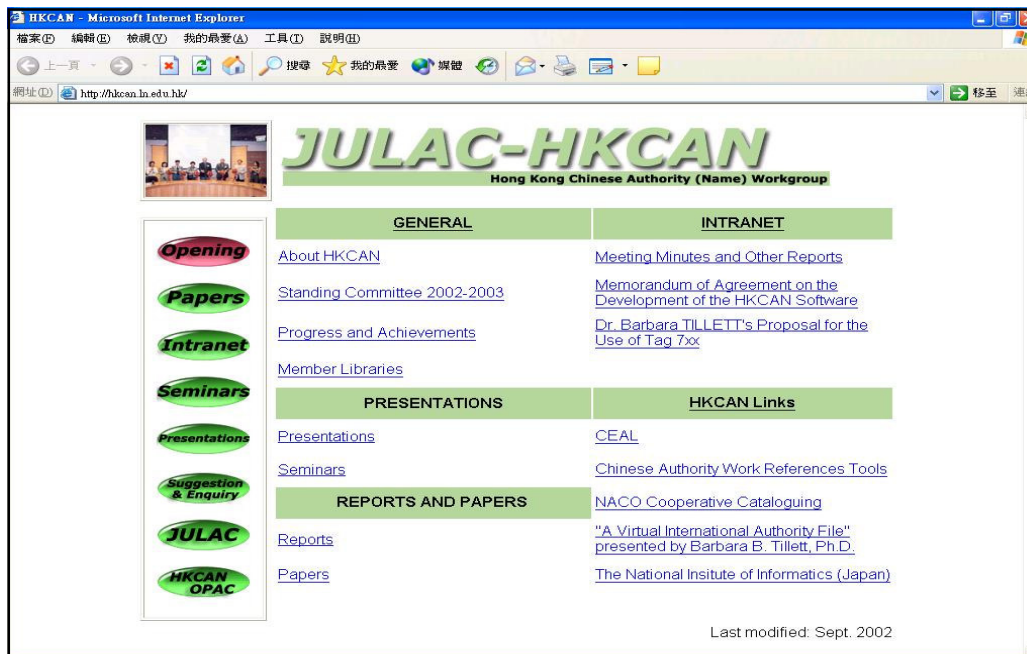 HKCAN - Microsoft Internet Explorer
檔案(F) 編輯(E) 檢視(V) 我的最愛(A) 工具(T) 說明(H)
上一頁 搜尋 我的最愛 媒體
網址(D) http://hkcan.ln.edu.hk/ 移至 連
JULAC-HKCAN
Hong Kong Chinese Authority (Name) Workgroup
Opening
Papers
Intranet
Seminars
Presentations
Suggestion
& Enquiry
JULAC
HKCAN
OPAC
GENERAL
About HKCAN
Standing Committee 2002-2003
Progress and Achievements
Member Libraries
INTRANET
Meeting Minutes and Other Reports
Memorandum of Agreement on the
Development of the HKCAN Software
Dr. Barbara TILLETT's Proposal for the
Use of Tag 7xx
PRESENTATIONS
Presentations
Seminars
REPORTS AND PAPERS
Reports
Papers
HKCAN Links
CEAL
Chinese Authority Work References Tools
NACO Cooperative Cataloguing
"A Virtual International Authority File"
presented by Barbara B. Tillett, Ph.D.
The National Insitute of Informatics (Japan)
Last modified: Sept. 2002